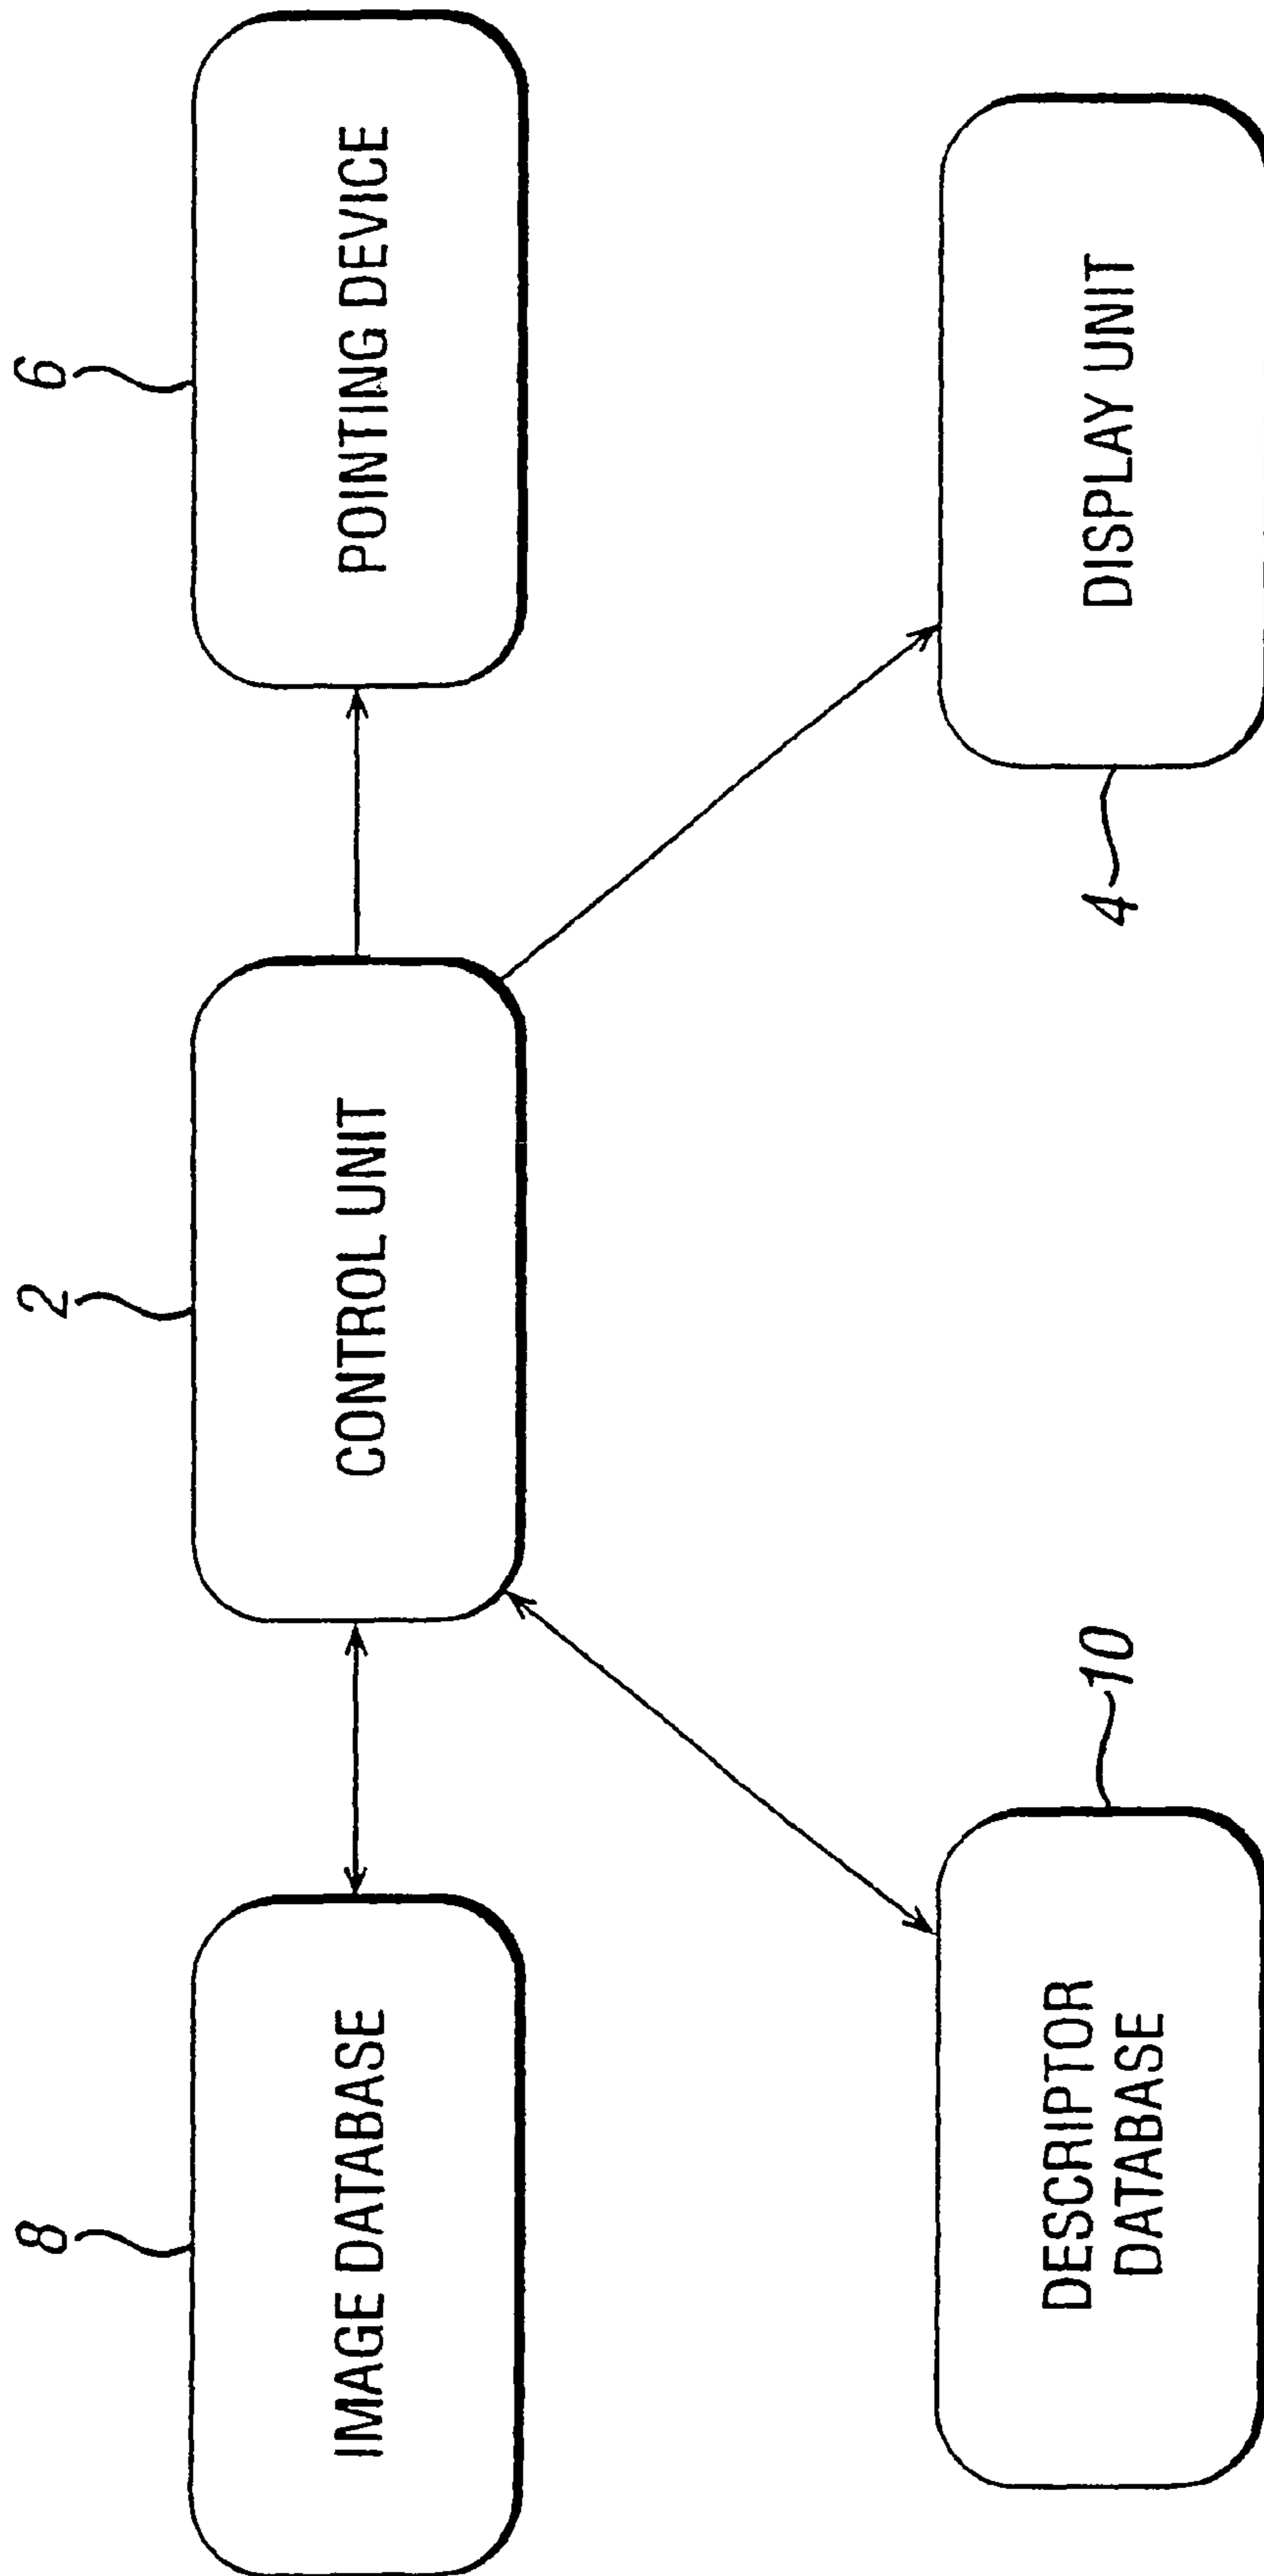 8
2
6
IMAGE DATABASE
CONTROL UNIT
POINTING DEVICE
10
4
DESCRIPTOR
DATABASE
DISPLAY UNIT